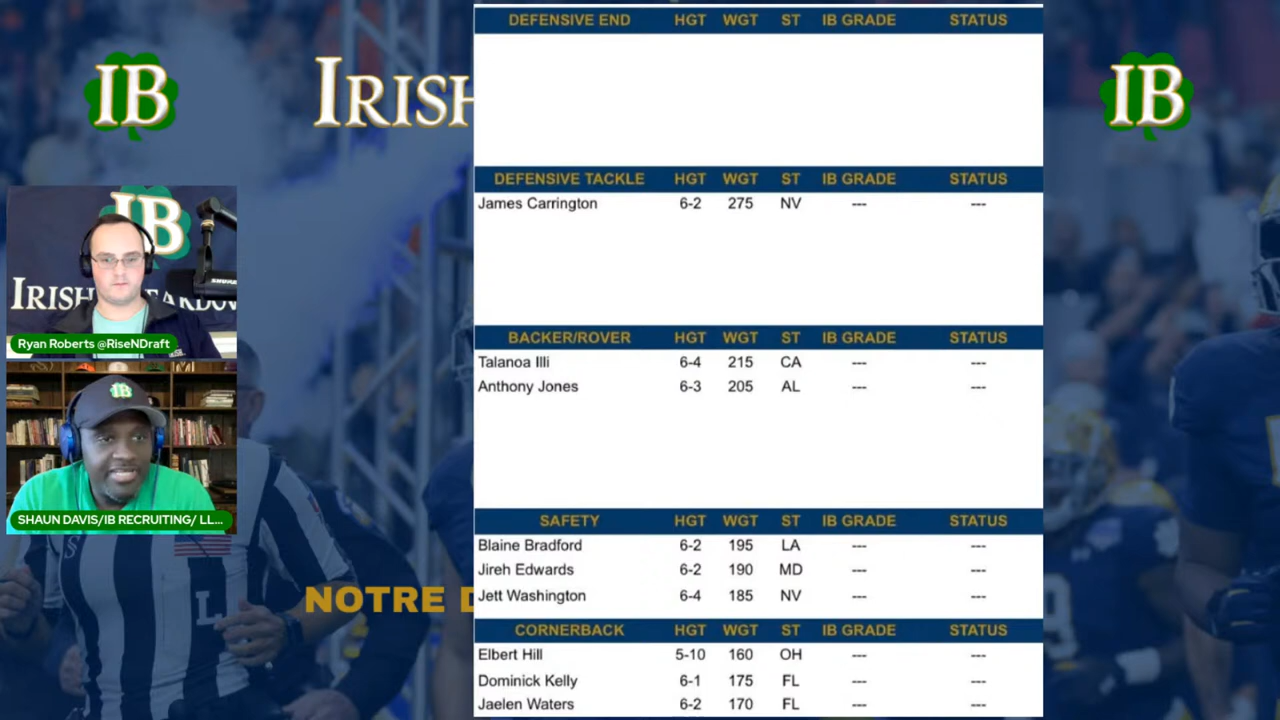 IB
IRISH
IB
DEFENSIVE END HGT WGT ST IB GRADE STATUS
DEFENSIVE TACKLE HGT WGT ST IB GRADE STATUS
James Carrington 6-2 275 NV --- ---
BACKER/ROVER HGT WGT ST IB GRADE STATUS
Talanoa Illi 6-4 215 CA --- ---
Anthony Jones 6-3 205 AL --- ---
SAFETY HGT WGT ST IB GRADE STATUS
Blaine Bradford 6-2 195 LA --- ---
Jireh Edwards 6-2 190 MD --- ---
Jett Washington 6-4 185 NV --- ---
CORNERBACK HGT WGT ST IB GRADE STATUS
Elbert Hill 5-10 160 OH --- ---
Dominick Kelly 6-1 175 FL --- ---
Jaelen Waters 6-2 170 FL --- ---
IB
IRISH
SHURE
Ryan Roberts @RiseNDraft
IB
SHAUN DAVIS/IB RECRUITING/ LL...
L
NOTRE
9